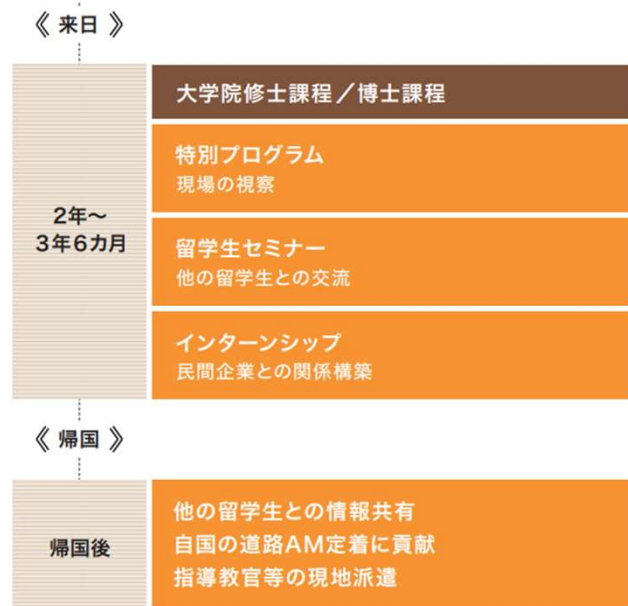 《 来日 》
大学院修士課程／博士課程
特別プログラム
現場の視察
2年～
3年6カ月
留学生セミナー
他の留学生との交流
インターンシップ
民間企業との関係構築
《 帰国 》
帰国後
他の留学生との情報共有
自国の道路AM定着に貢献
指導教官等の現地派遣